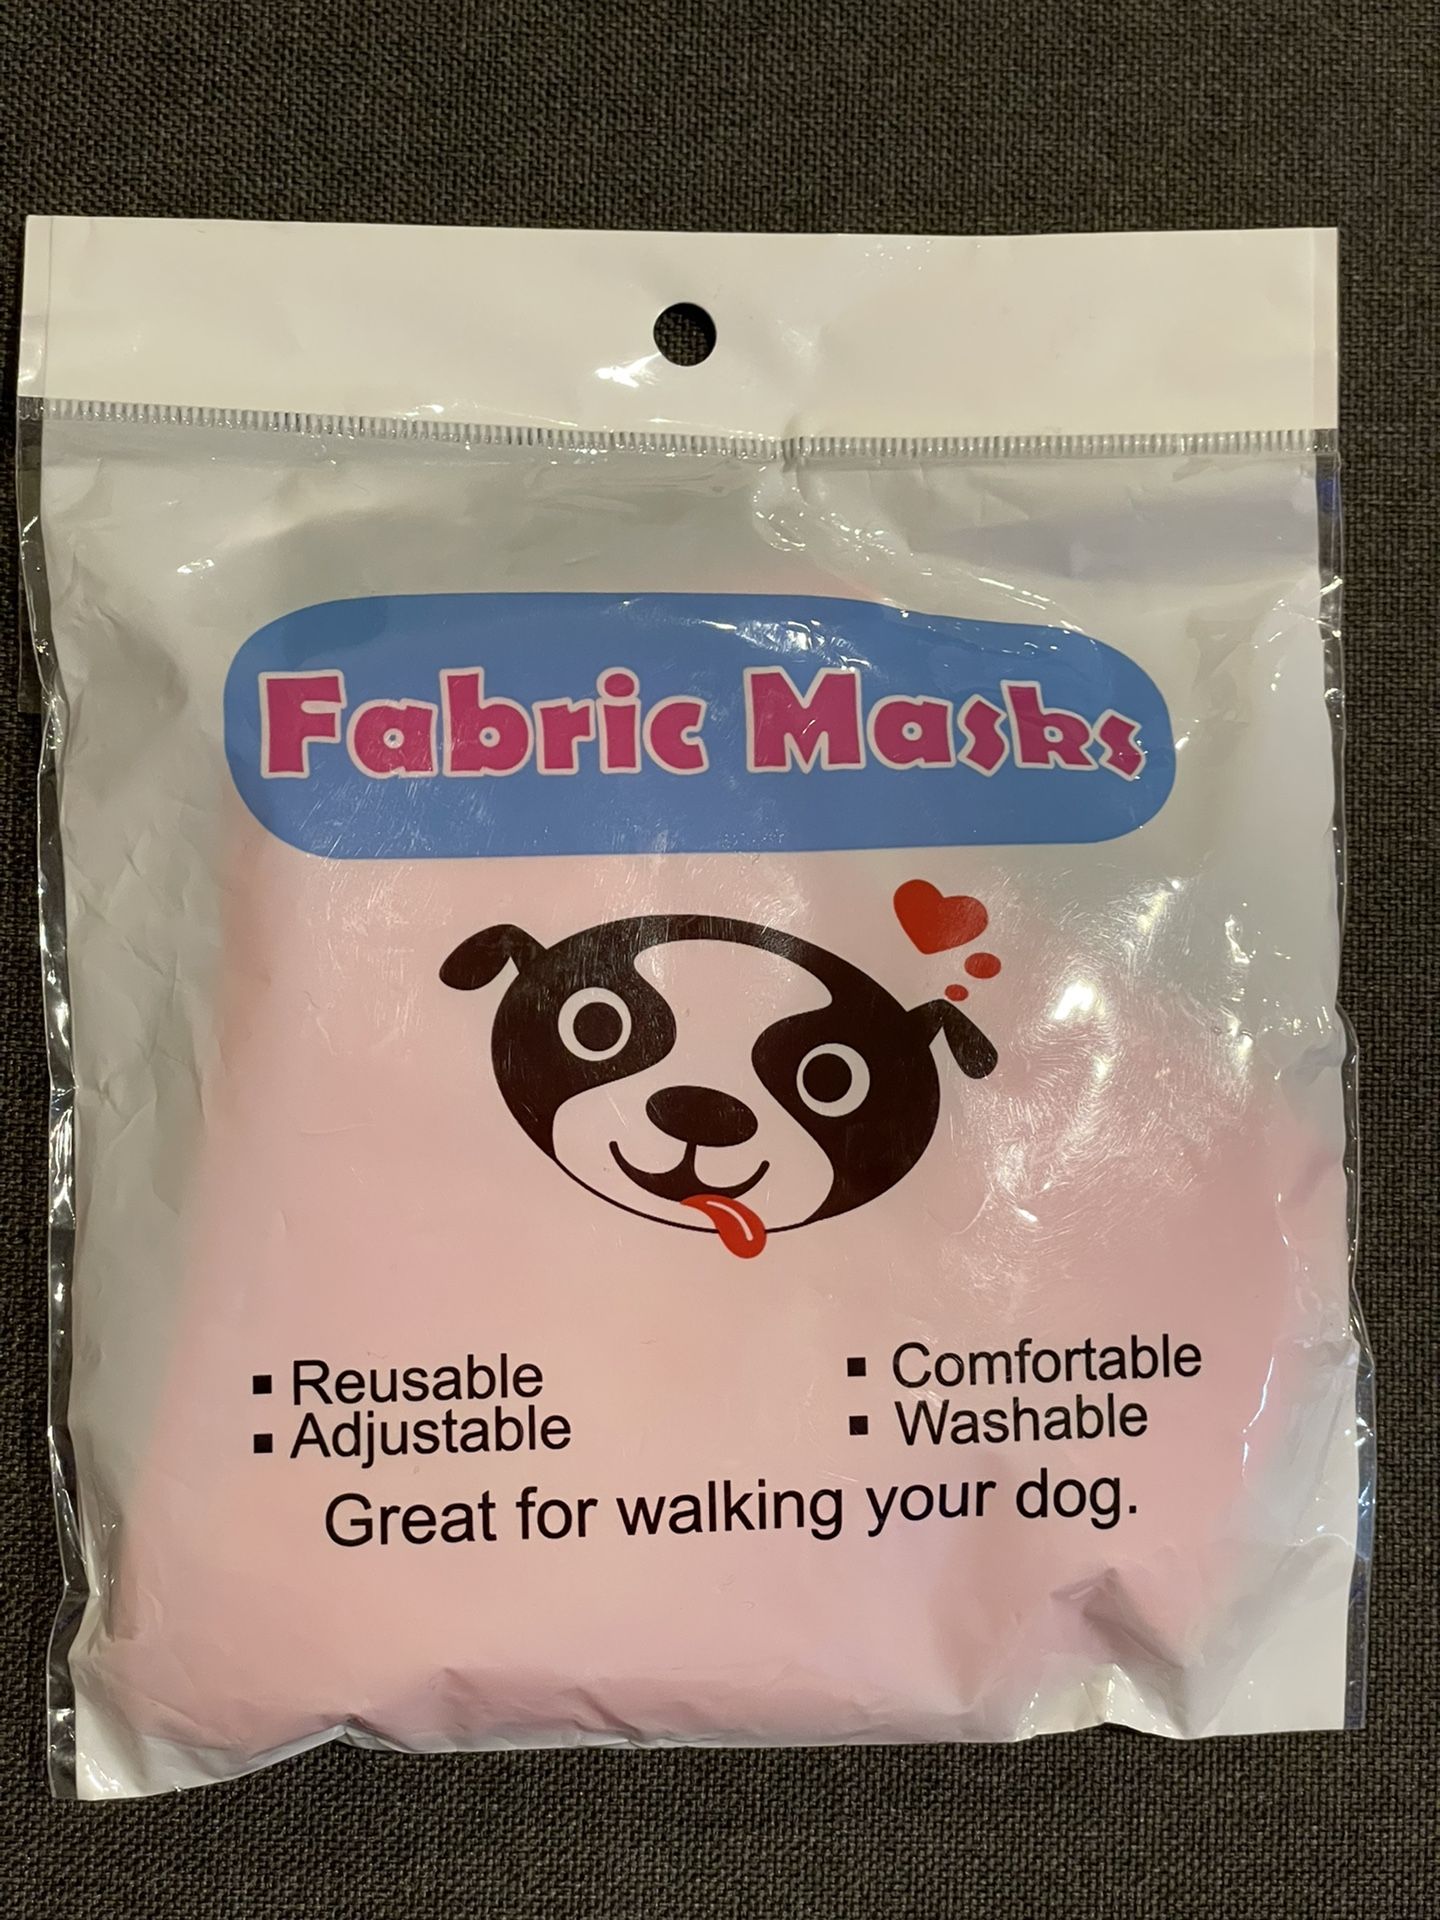 Fabric Masks
▪ Reusable
▪ Adjustable
▪ Comfortable
▪ Washable
Great for walking your dog.